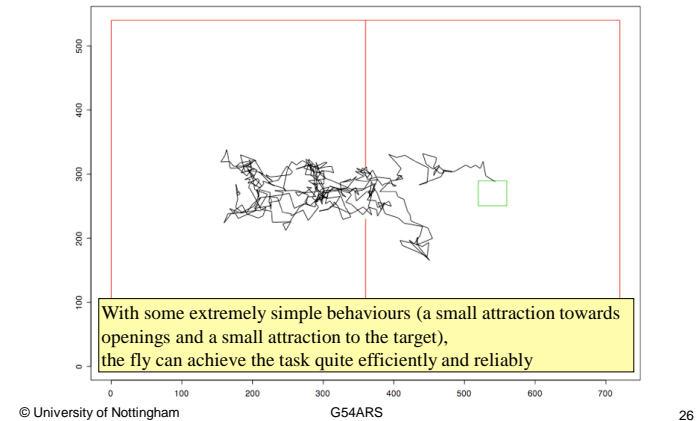 500
400
300
200
100
0
With some extremely simple behaviours (a small attraction towards
openings and a small attraction to the target),
the fly can achieve the task quite efficiently and reliably
0 100 200 300 400 500 600 700
© University of Nottingham G54ARS 26